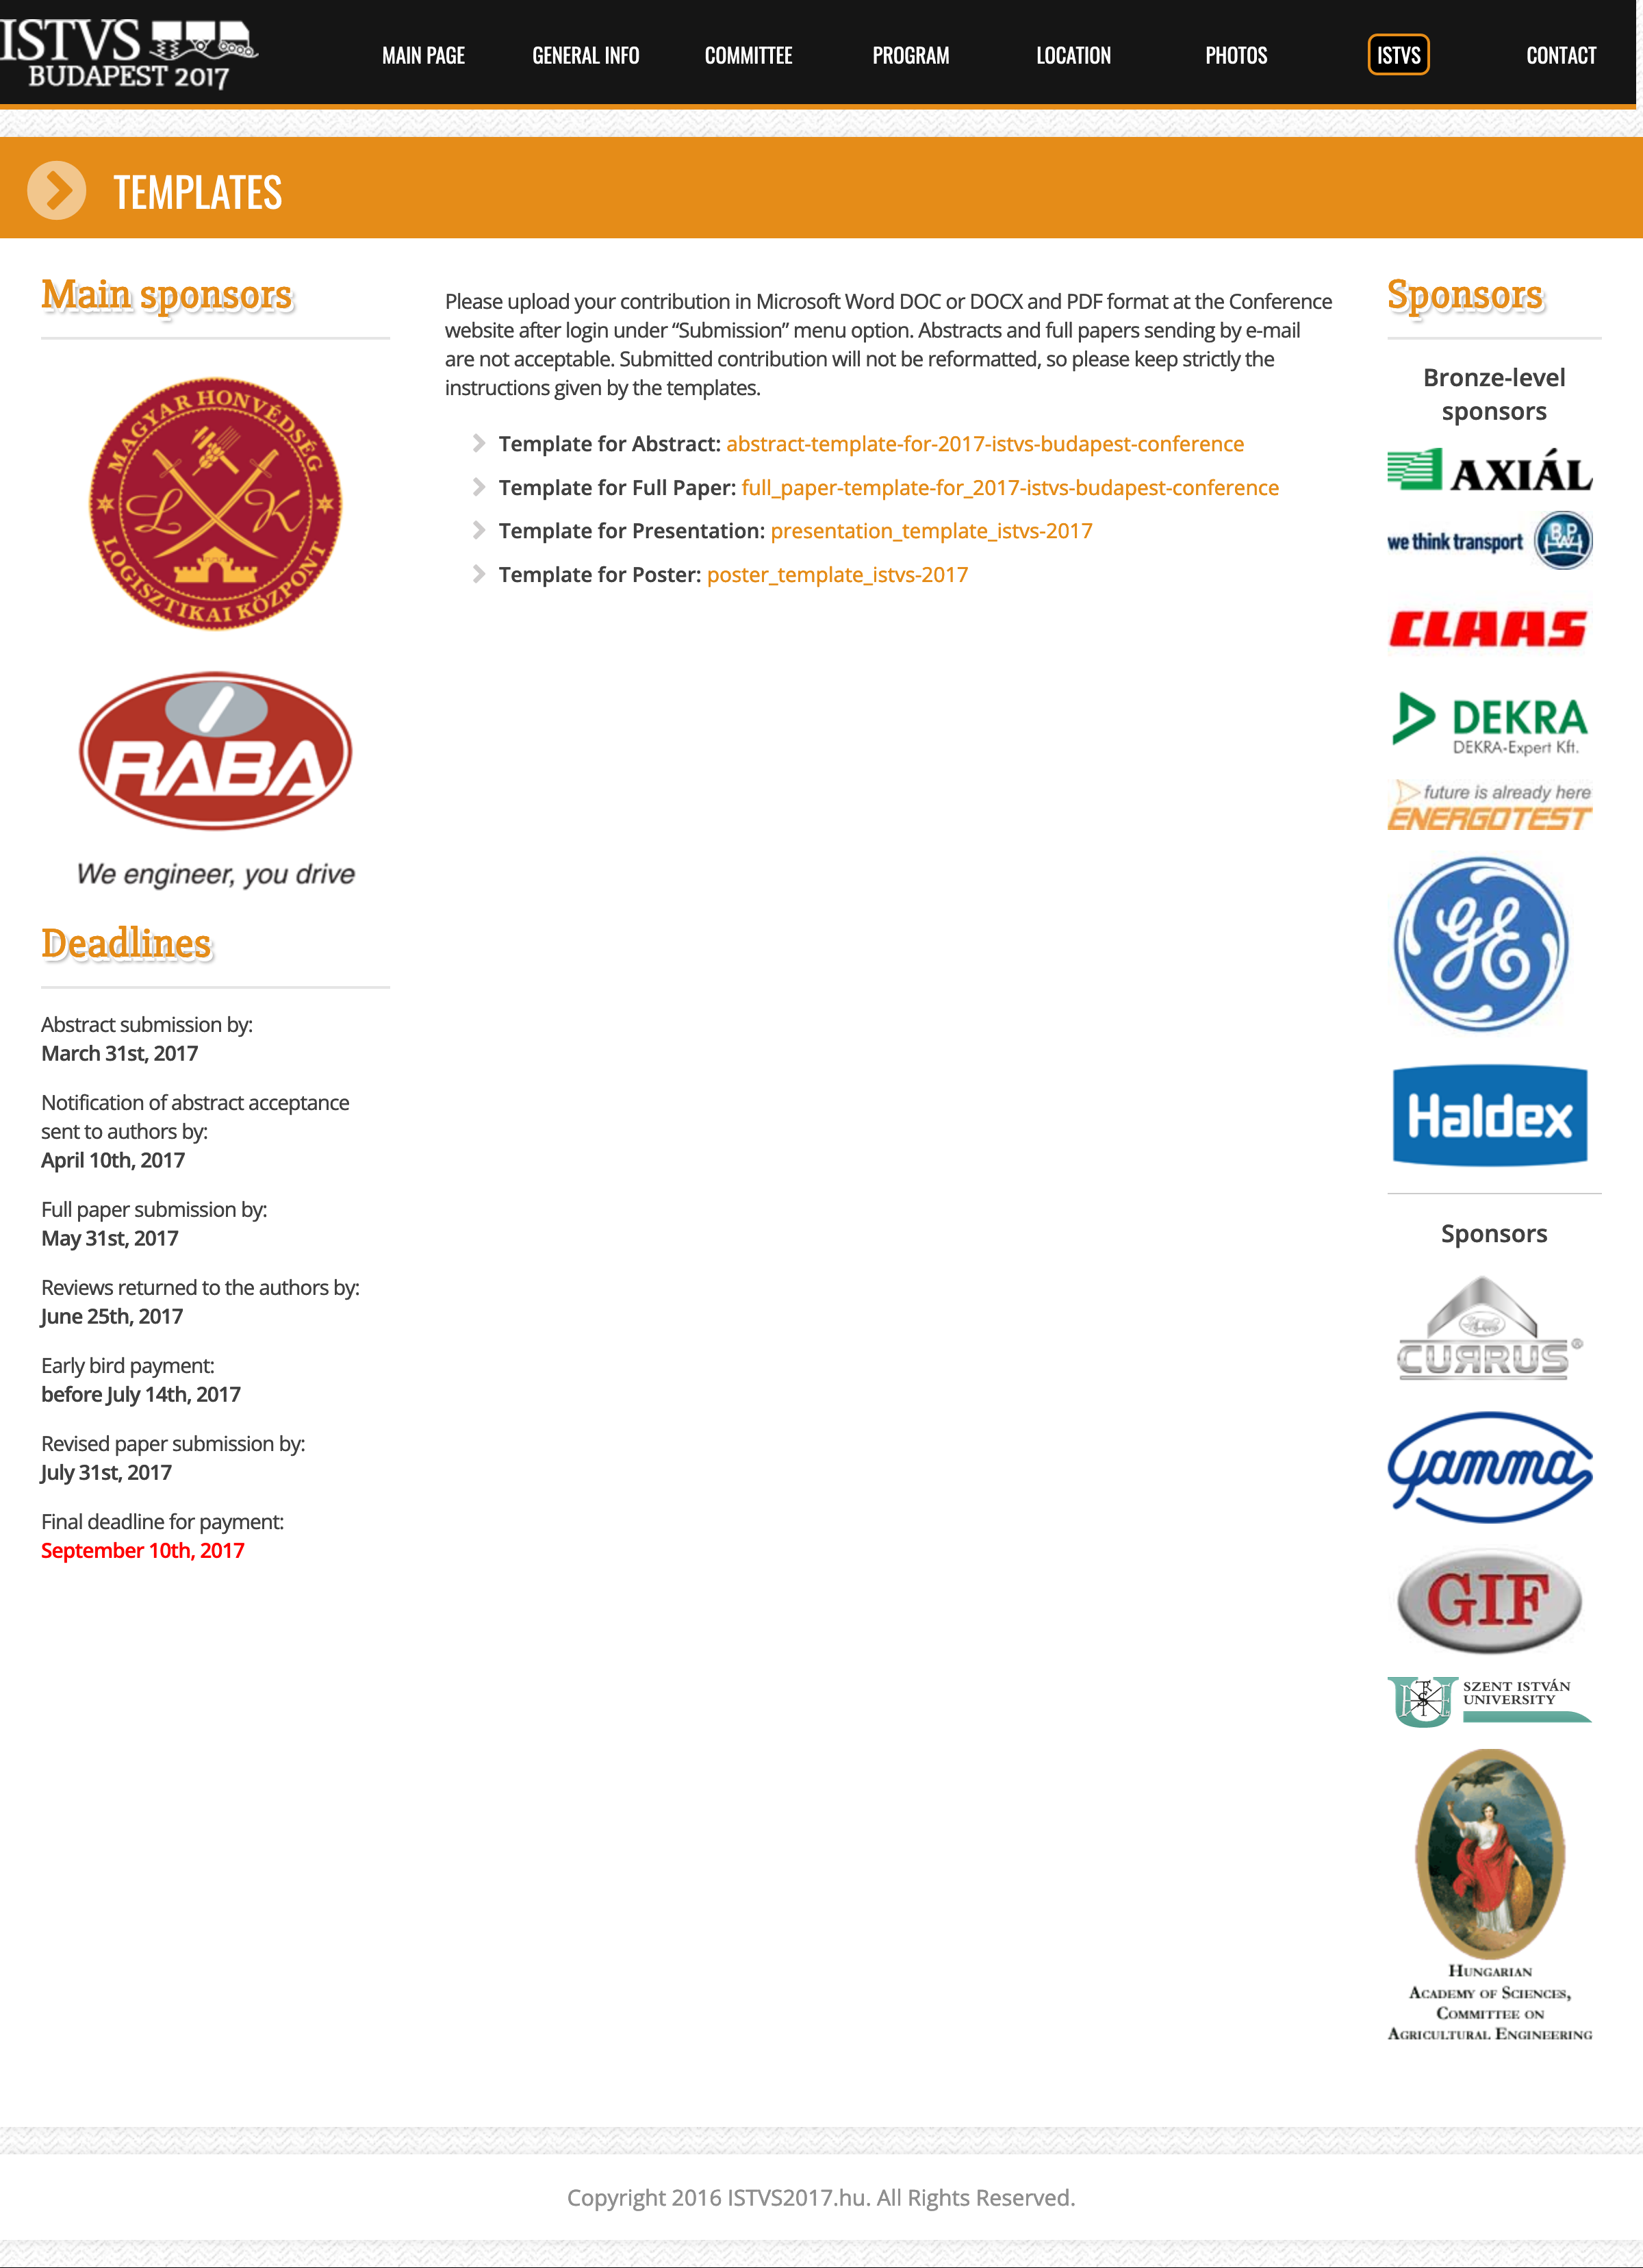 ISTVS
BUDAPEST 2017
MAIN PAGE
GENERAL INFO
COMMITTEE
PROGRAM
LOCATION
PHOTOS
ISTVS
CONTACT
TEMPLATES
Main sponsors
MAGYAR HONVÉDSÉG
L K
LOGISZTIKAI KÖZPONT
RÁBA
We engineer, you drive
Deadlines
Abstract submission by:
March 31st, 2017
Notification of abstract acceptance
sent to authors by:
April 10th, 2017
Full paper submission by:
May 31st, 2017
Reviews returned to the authors by:
June 25th, 2017
Early bird payment:
before July 14th, 2017
Revised paper submission by:
July 31st, 2017
Final deadline for payment:
September 10th, 2017
Please upload your contribution in Microsoft Word DOC or DOCX and PDF format at the Conference
website after login under “Submission” menu option. Abstracts and full papers sending by e-mail
are not acceptable. Submitted contribution will not be reformatted, so please keep strictly the
instructions given by the templates.
Template for Abstract: abstract-template-for-2017-istvs-budapest-conference
Template for Full Paper: full_paper-template-for_2017-istvs-budapest-conference
Template for Presentation: presentation_template_istvs-2017
Template for Poster: poster_template_istvs-2017
Sponsors
Bronze-level
sponsors
AXIÁL
we think transport BPW
CLAAS
DEKRA
DEKRA-Expert Kft.
future is already here
ENERGOTEST
GE
Haldex
Sponsors
CURRUS®
Gamma
GIF
SZENT ISTVÁN
UNIVERSITY
HUNGARIAN
ACADEMY OF SCIENCES,
COMMITTEE ON
AGRICULTURAL ENGINEERING
Copyright 2016 ISTVS2017.hu. All Rights Reserved.